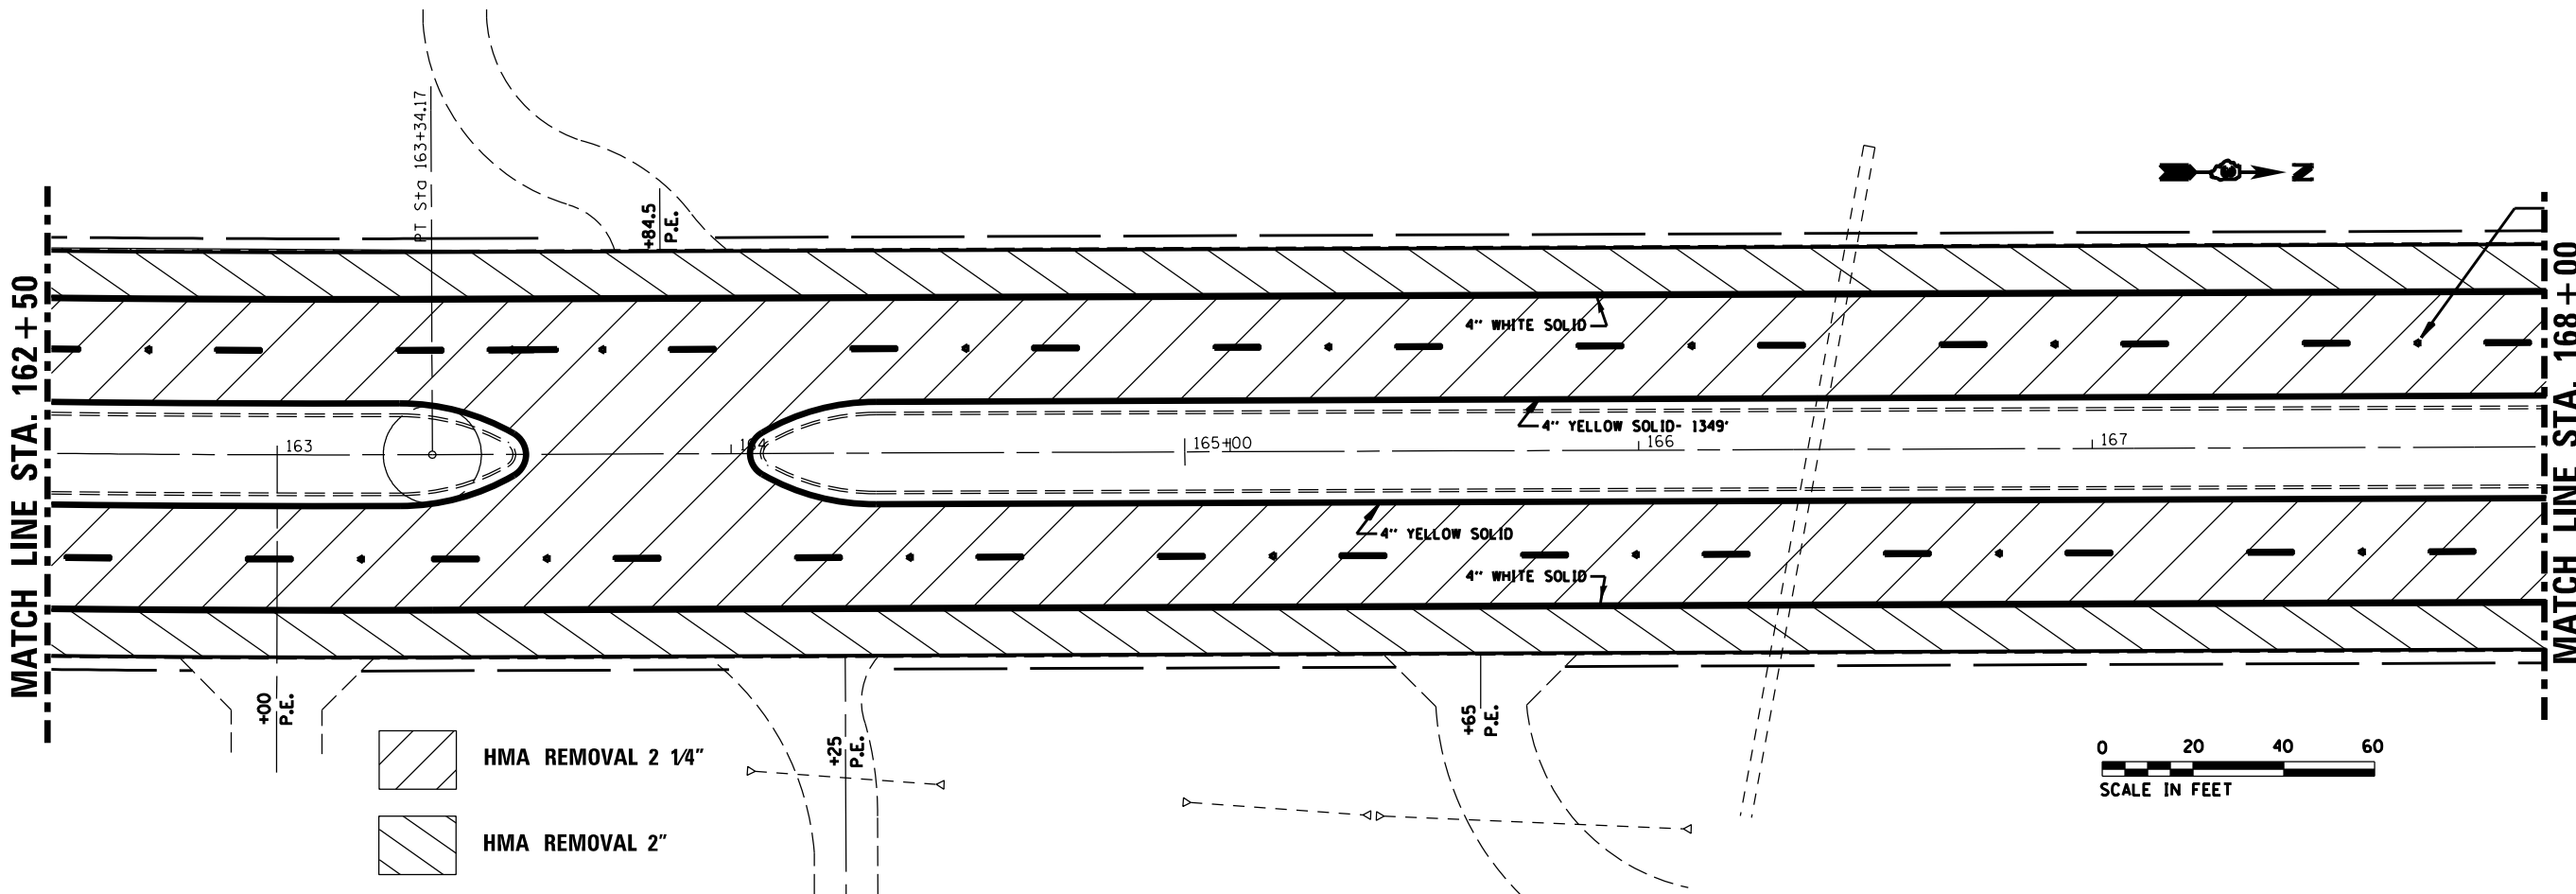 MATCH LINE STA. 162+50
PT Sta 163+34.17
+84.5
P.E.
N
MATCH LINE STA. 168+00
4" WHITE SOLID
163
164
165+00
166
167
4" YELLOW SOLID- 1349'
4" YELLOW SOLID
4" WHITE SOLID
+00
P.E.
+25
P.E.
+65
P.E.
HMA REMOVAL 2 1/4"
HMA REMOVAL 2"
0 20 40 60
SCALE IN FEET